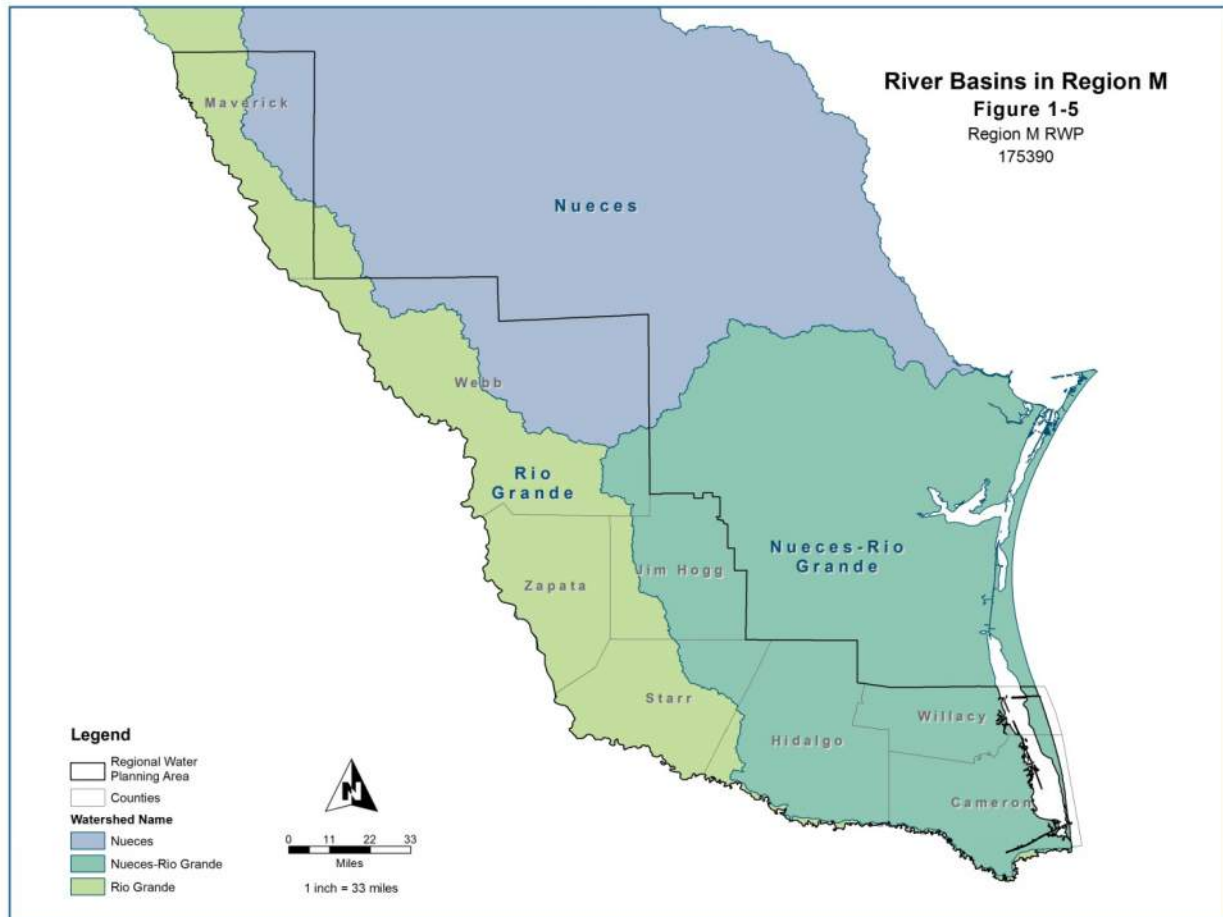 River Basins in Region M
Figure 1-5
Region M RWP
175390
Maverick
Nueces
Webb
Rio
Grande
Nueces-Rio
Grande
Jim Hogg
Zapata
Starr
Willacy
Hidalgo
Cameron
Legend
Regional Water
Planning Area
Counties
Watershed Name
Nueces
Nueces-Rio Grande
Rio Grande
N
0 11 22 33
Miles
1 inch = 33 miles